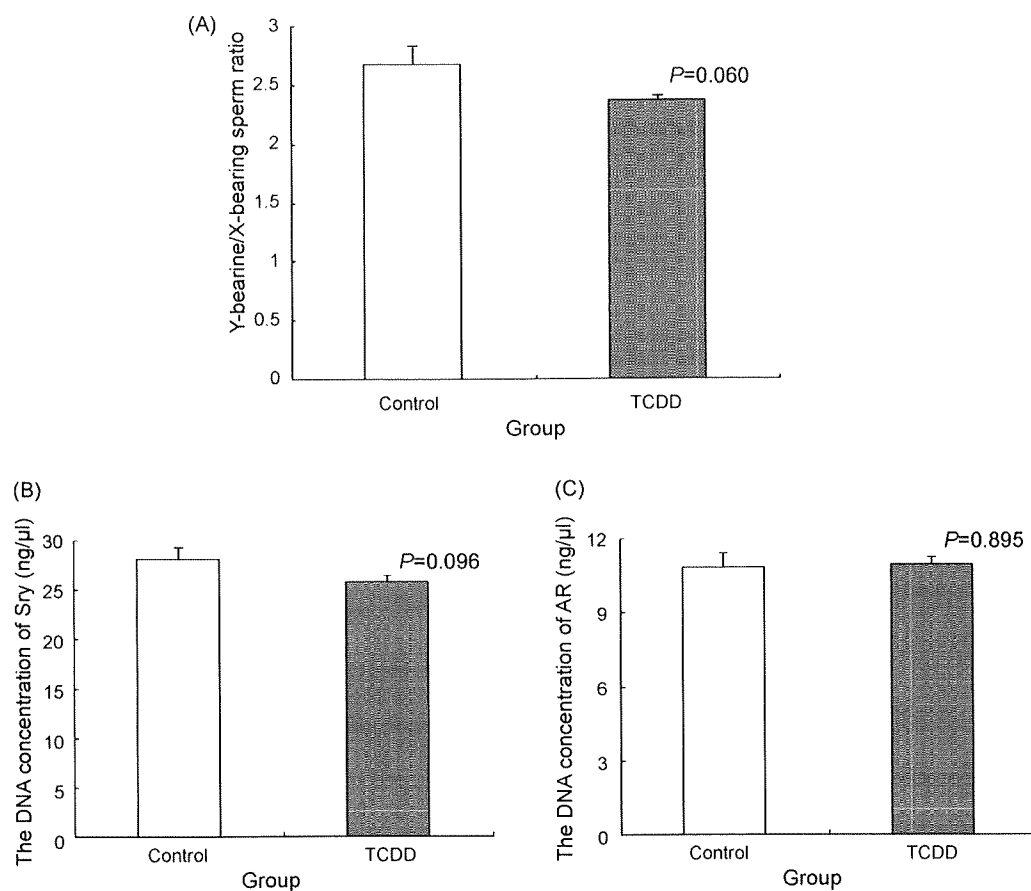 (A)
Y-bearine/X-bearing sperm ratio
3
2.5
2
1.5
1
0.5
0
P=0.060
Control
TCDD
Group
(B)
The DNA concentration of Sry (ng/µl)
30
25
20
15
10
5
0
P=0.096
Control
TCDD
Group
(C)
The DNA concentration of AR (ng/µl)
12
9
6
3
0
P=0.895
Control
TCDD
Group